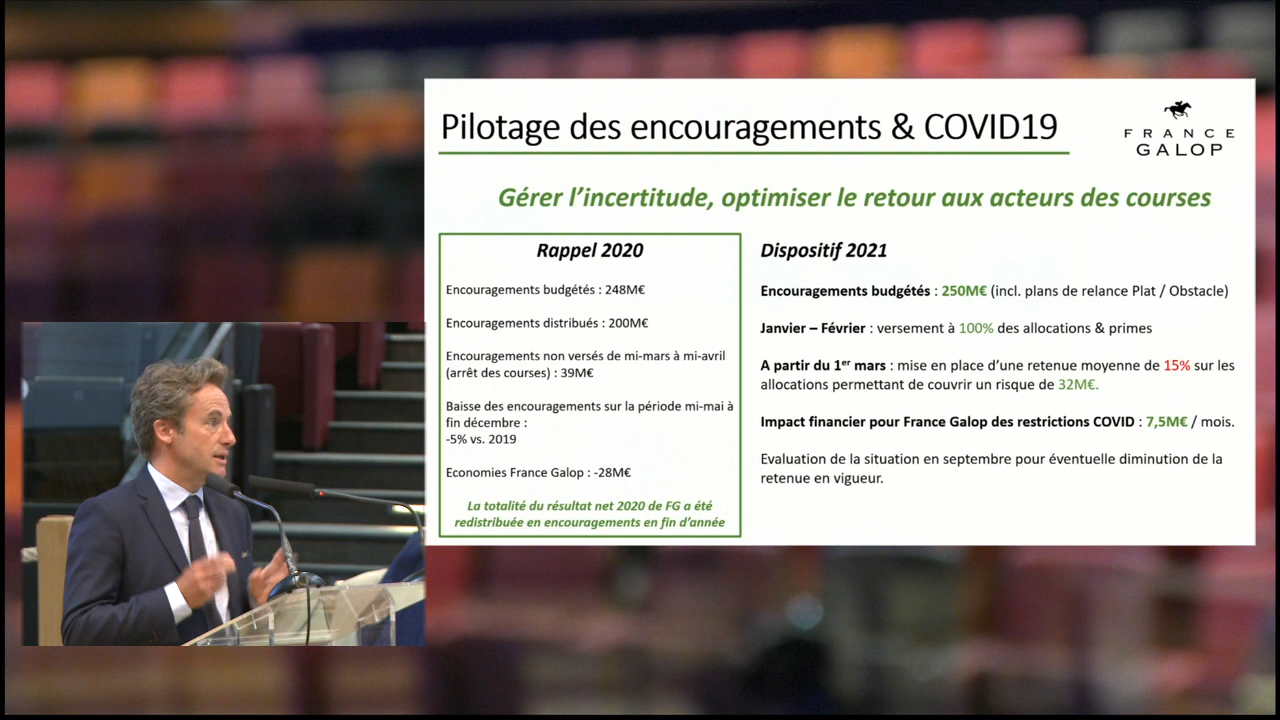 Pilotage des encouragements & COVID19
FRANCE
GALOP
Gérer l’incertitude, optimiser le retour aux acteurs des courses
Rappel 2020
Encouragements budgétés : 248M€
Encouragements distribués : 200M€
Encouragements non versés de mi-mars à mi-avril
(arrêt des courses) : 39M€
Baisse des encouragements sur la période mi-mai à
fin décembre :
-5% vs. 2019
Economies France Galop : -28M€
La totalité du résultat net 2020 de FG a été
redistribuée en encouragements en fin d’année
Dispositif 2021
Encouragements budgétés : 250M€ (incl. plans de relance Plat / Obstacle)
Janvier – Février : versement à 100% des allocations & primes
A partir du 1er mars : mise en place d’une retenue moyenne de 15% sur les
allocations permettant de couvrir un risque de 32M€.
Impact financier pour France Galop des restrictions COVID : 7,5M€ / mois.
Evaluation de la situation en septembre pour éventuelle diminution de la
retenue en vigueur.